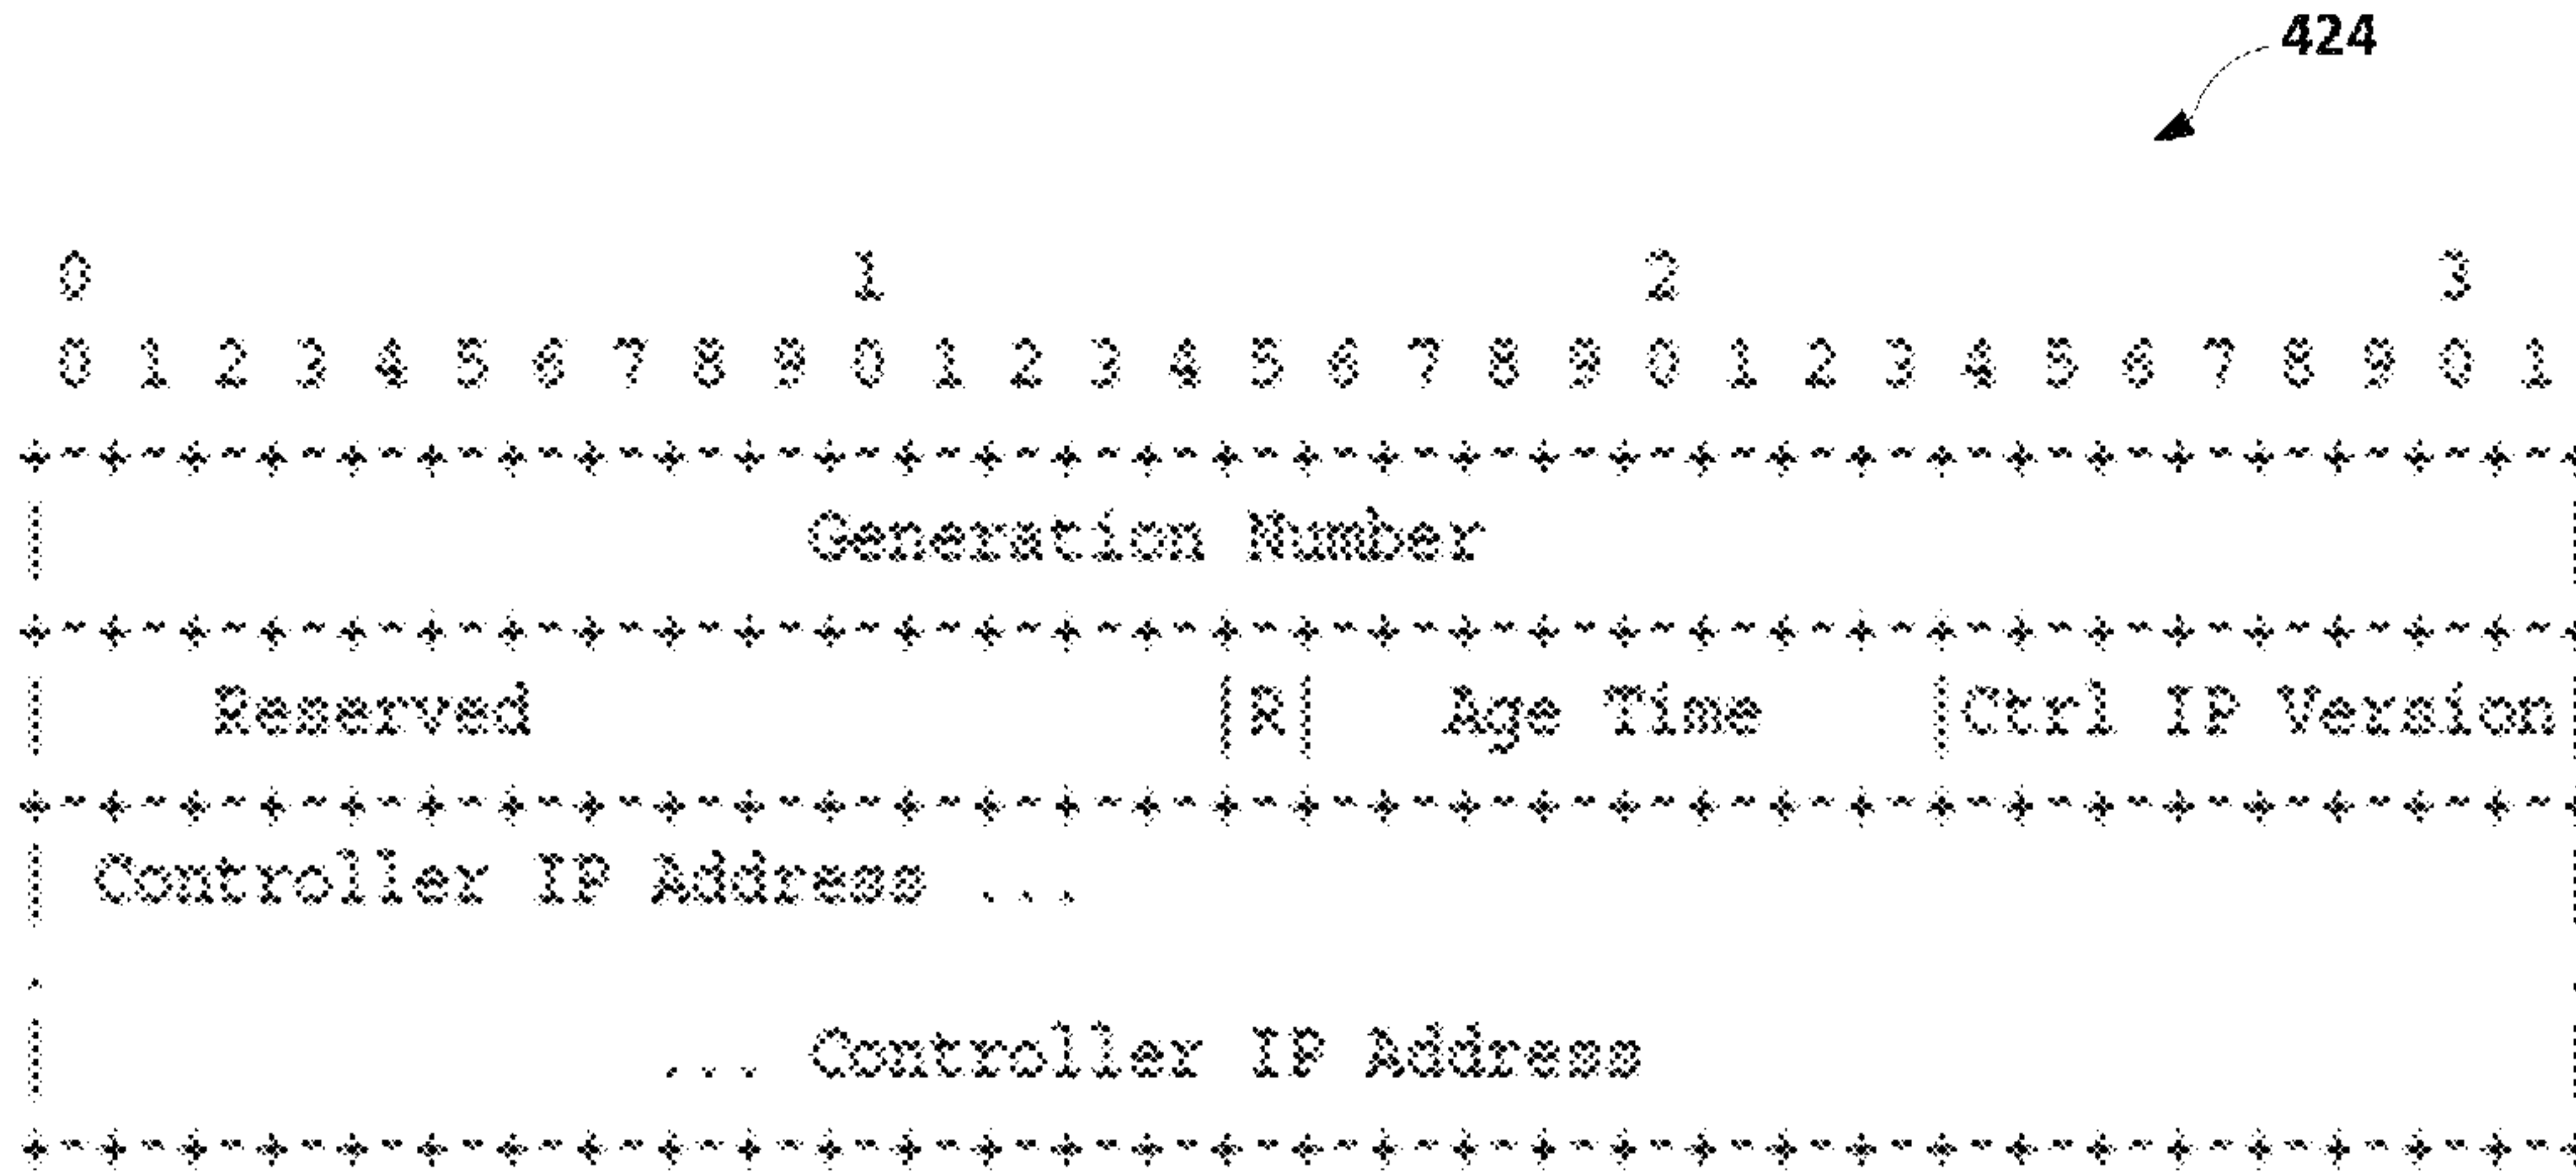 424
0 1 2 3
0 1 2 3 4 5 6 7 8 9 0 1 2 3 4 5 6 7 8 9 0 1 2 3 4 5 6 7 8 9 0 1
+-+-+-+-+-+-+-+-+-+-+-+-+-+-+-+-+-+-+-+-+-+-+-+-+-+-+-+-+-+-+-+-+
| Generation Number |
+-+-+-+-+-+-+-+-+-+-+-+-+-+-+-+-+-+-+-+-+-+-+-+-+-+-+-+-+-+-+-+-+
| Reserved |R| Age Time |Ctrl IP Version|
+-+-+-+-+-+-+-+-+-+-+-+-+-+-+-+-+-+-+-+-+-+-+-+-+-+-+-+-+-+-+-+-+
| Controller IP Address ... |
. .
| ... Controller IP Address |
+-+-+-+-+-+-+-+-+-+-+-+-+-+-+-+-+-+-+-+-+-+-+-+-+-+-+-+-+-+-+-+-+